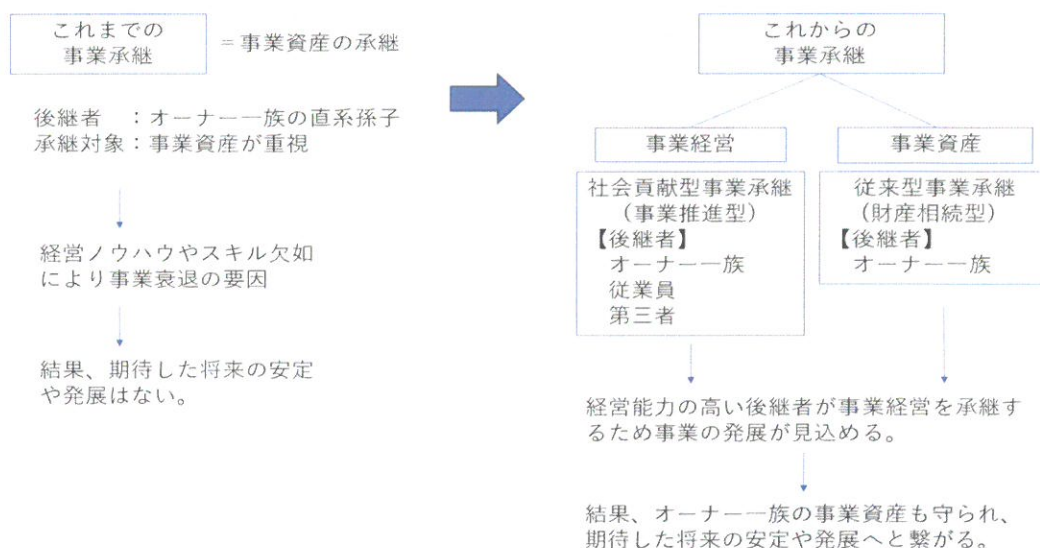 これまでの
事業承継
＝事業資産の承継
後継者　：オーナー一族の直系孫子
承継対象：事業資産が重視
経営ノウハウやスキル欠如
により事業衰退の要因
結果、期待した将来の安定
や発展はない。
これからの
事業承継
事業経営
社会貢献型事業承継
（事業推進型）
【後継者】
オーナー一族
従業員
第三者
事業資産
従来型事業承継
（財産相続型）
【後継者】
オーナー一族
経営能力の高い後継者が事業経営を承継す
るため事業の発展が見込める。
結果、オーナー一族の事業資産も守られ、
期待した将来の安定や発展へと繋がる。